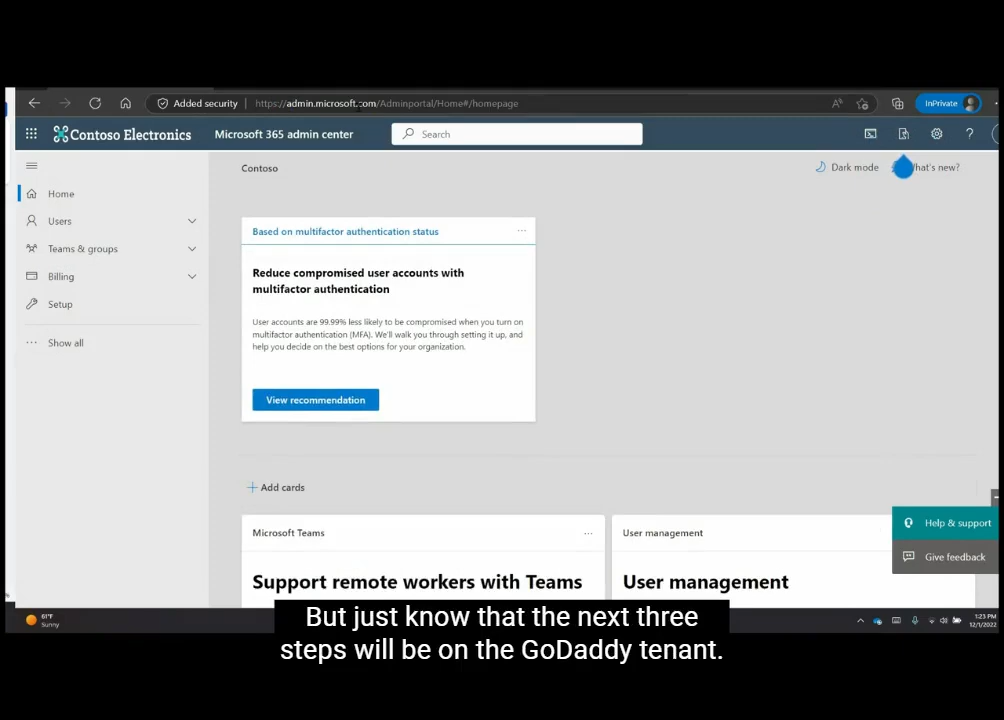 Added security
https://admin.microsoft.com/Adminportal/Home#/homepage
InPrivate
Contoso Electronics
Microsoft 365 admin center
Search
Contoso
Dark mode
What's new?
Home
Users
Teams & groups
Billing
Setup
Show all
Based on multifactor authentication status
Reduce compromised user accounts with
multifactor authentication
User accounts are 99.99% less likely to be compromised when you turn on
multifactor authentication (MFA). We'll walk you through setting it up, and
help you decide on the best options for your organization.
View recommendation
Add cards
Microsoft Teams
User management
Support remote workers with Teams
User management
Help & support
Give feedback
61°F
Sunny
1:23 PM
12/1/2022
But just know that the next three
steps will be on the GoDaddy tenant.